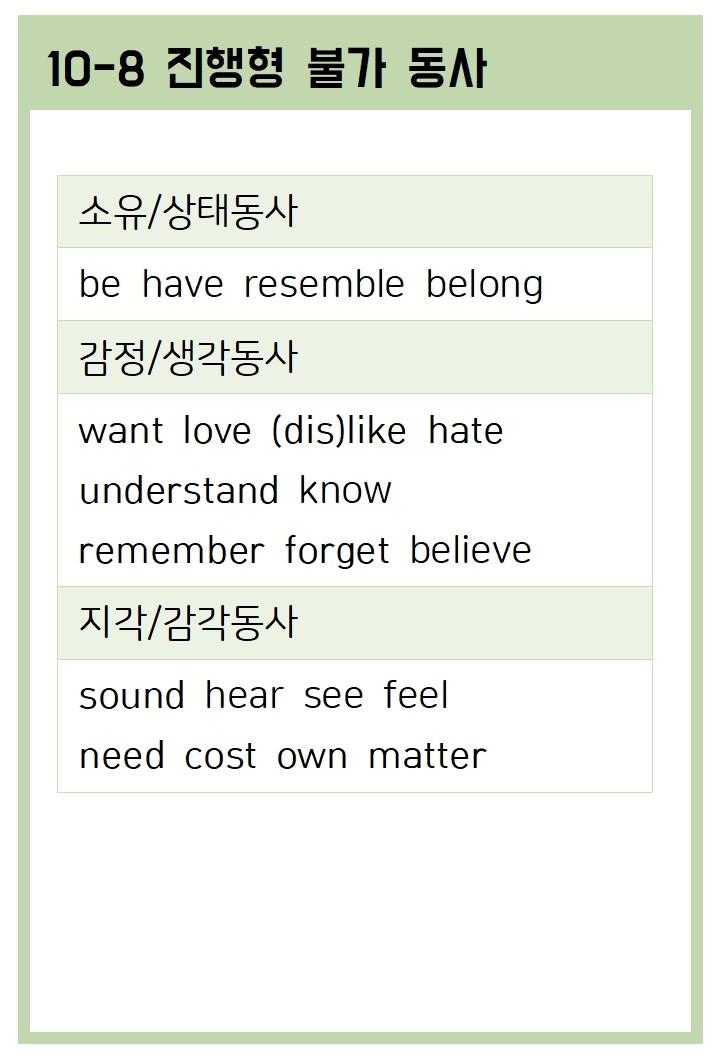 10-8 진행형 불가 동사
소유/상태동사
be have resemble belong
감정/생각동사
want love (dis)like hate
understand know
remember forget believe
지각/감각동사
sound hear see feel
need cost own matter